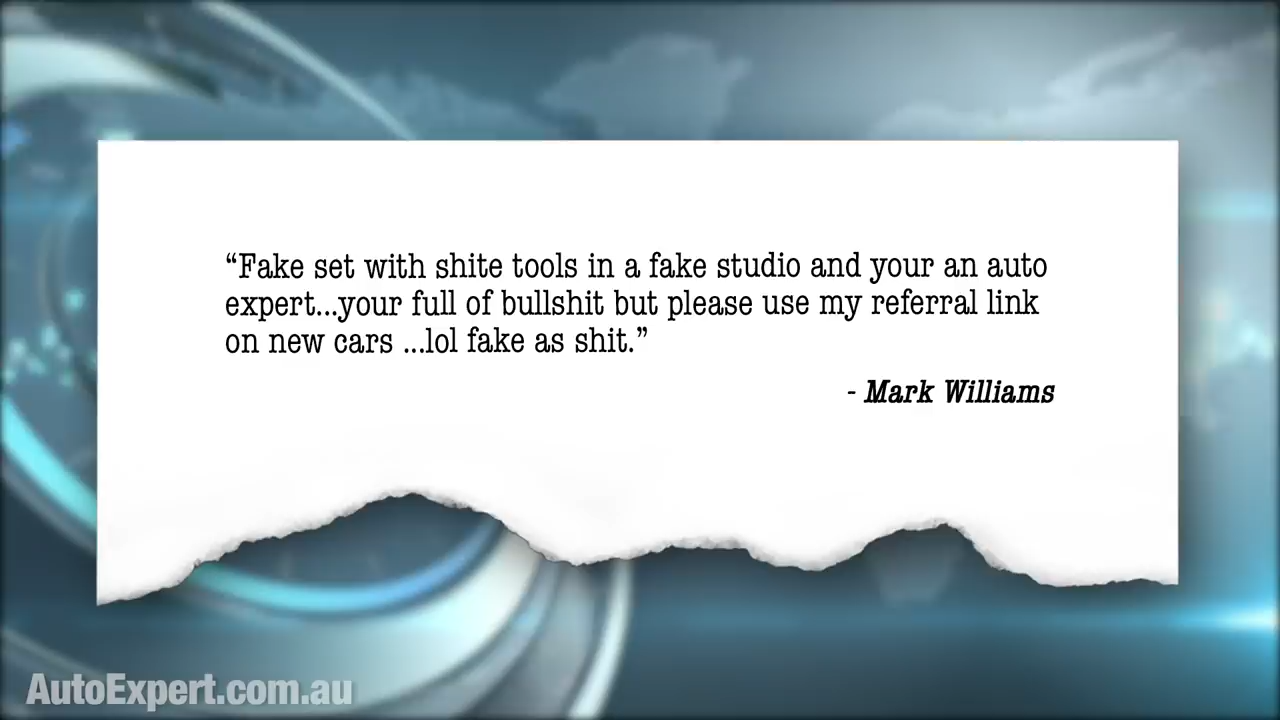 “Fake set with shite tools in a fake studio and your an auto
expert...your full of bullshit but please use my referral link
on new cars ...lol fake as shit.”
- Mark Williams
AutoExpert.com.au